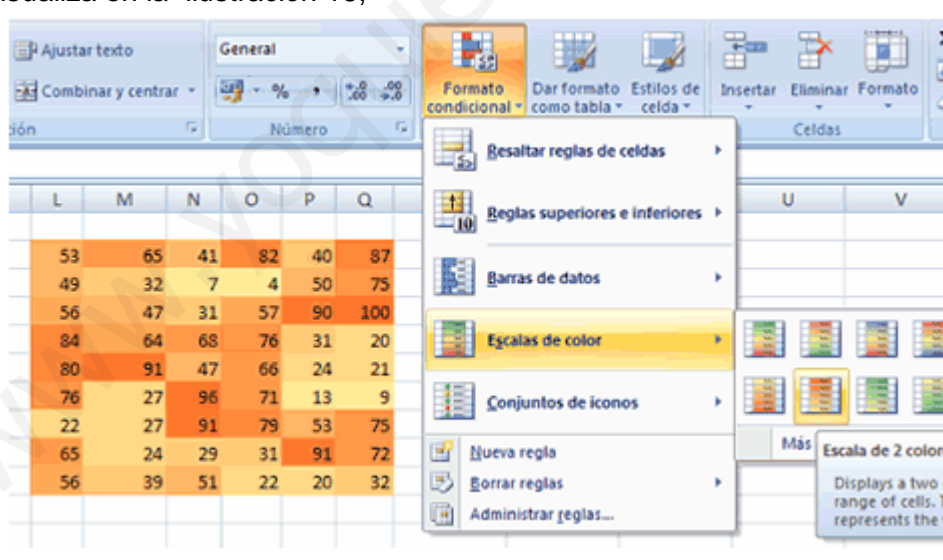 Ajustar texto
General
Combinar y centrar
%
Número
Formato condicional
Dar formato como tabla
Estilos de celda
Insertar
Eliminar
Formato
Celdas
L M N O P Q U V
53 65 41 82 40 87
49 32 7 4 50 75
56 47 31 57 90 100
84 64 68 76 31 20
80 91 47 66 24 21
76 27 96 71 13 9
22 27 91 79 53 75
65 24 29 31 91 72
56 39 51 22 20 32
Resaltar reglas de celdas
Reglas superiores e inferiores
Barras de datos
Escalas de color
Conjuntos de iconos
Nueva regla
Borrar reglas
Administrar reglas...
Más
Escala de 2 color
Displays a two
range of cells.
represents the
www.yoque